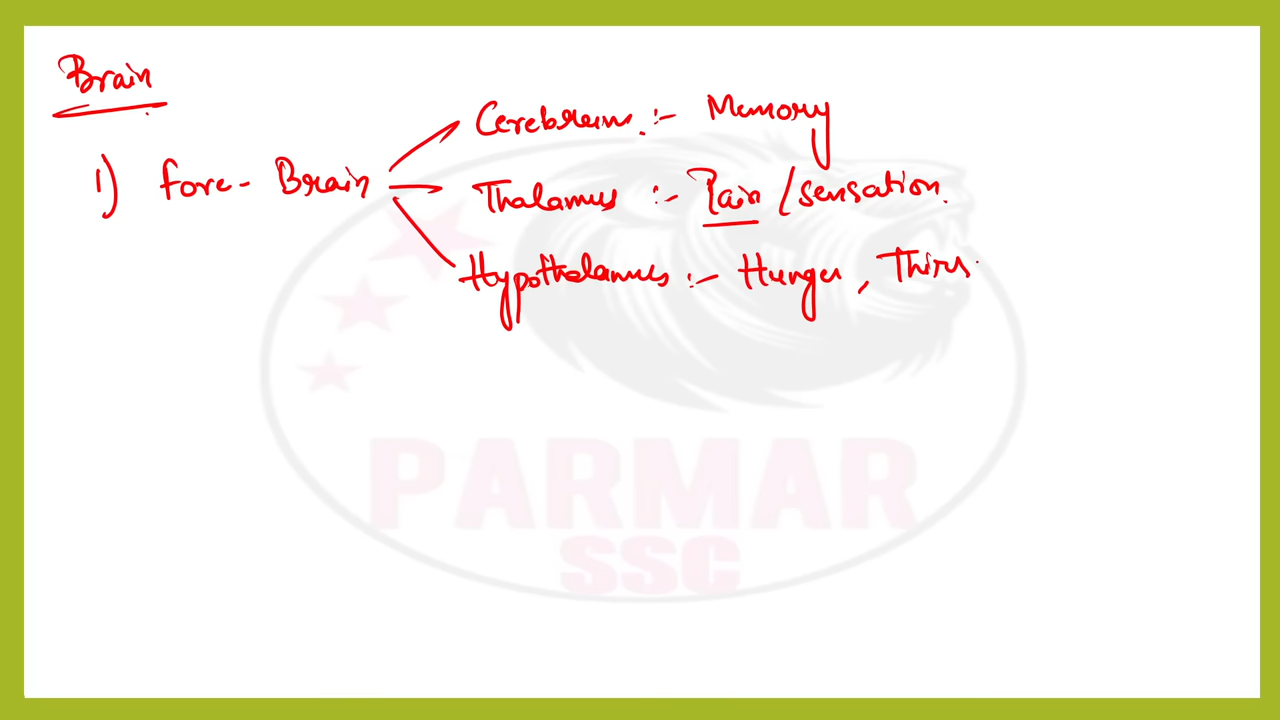 Brain
Cerebrum :- Memory
1) fore - Brain
Thalamus :- Pain / sensation.
Hypothalamus :- Hunger, Thirs
PARMAR
SSC